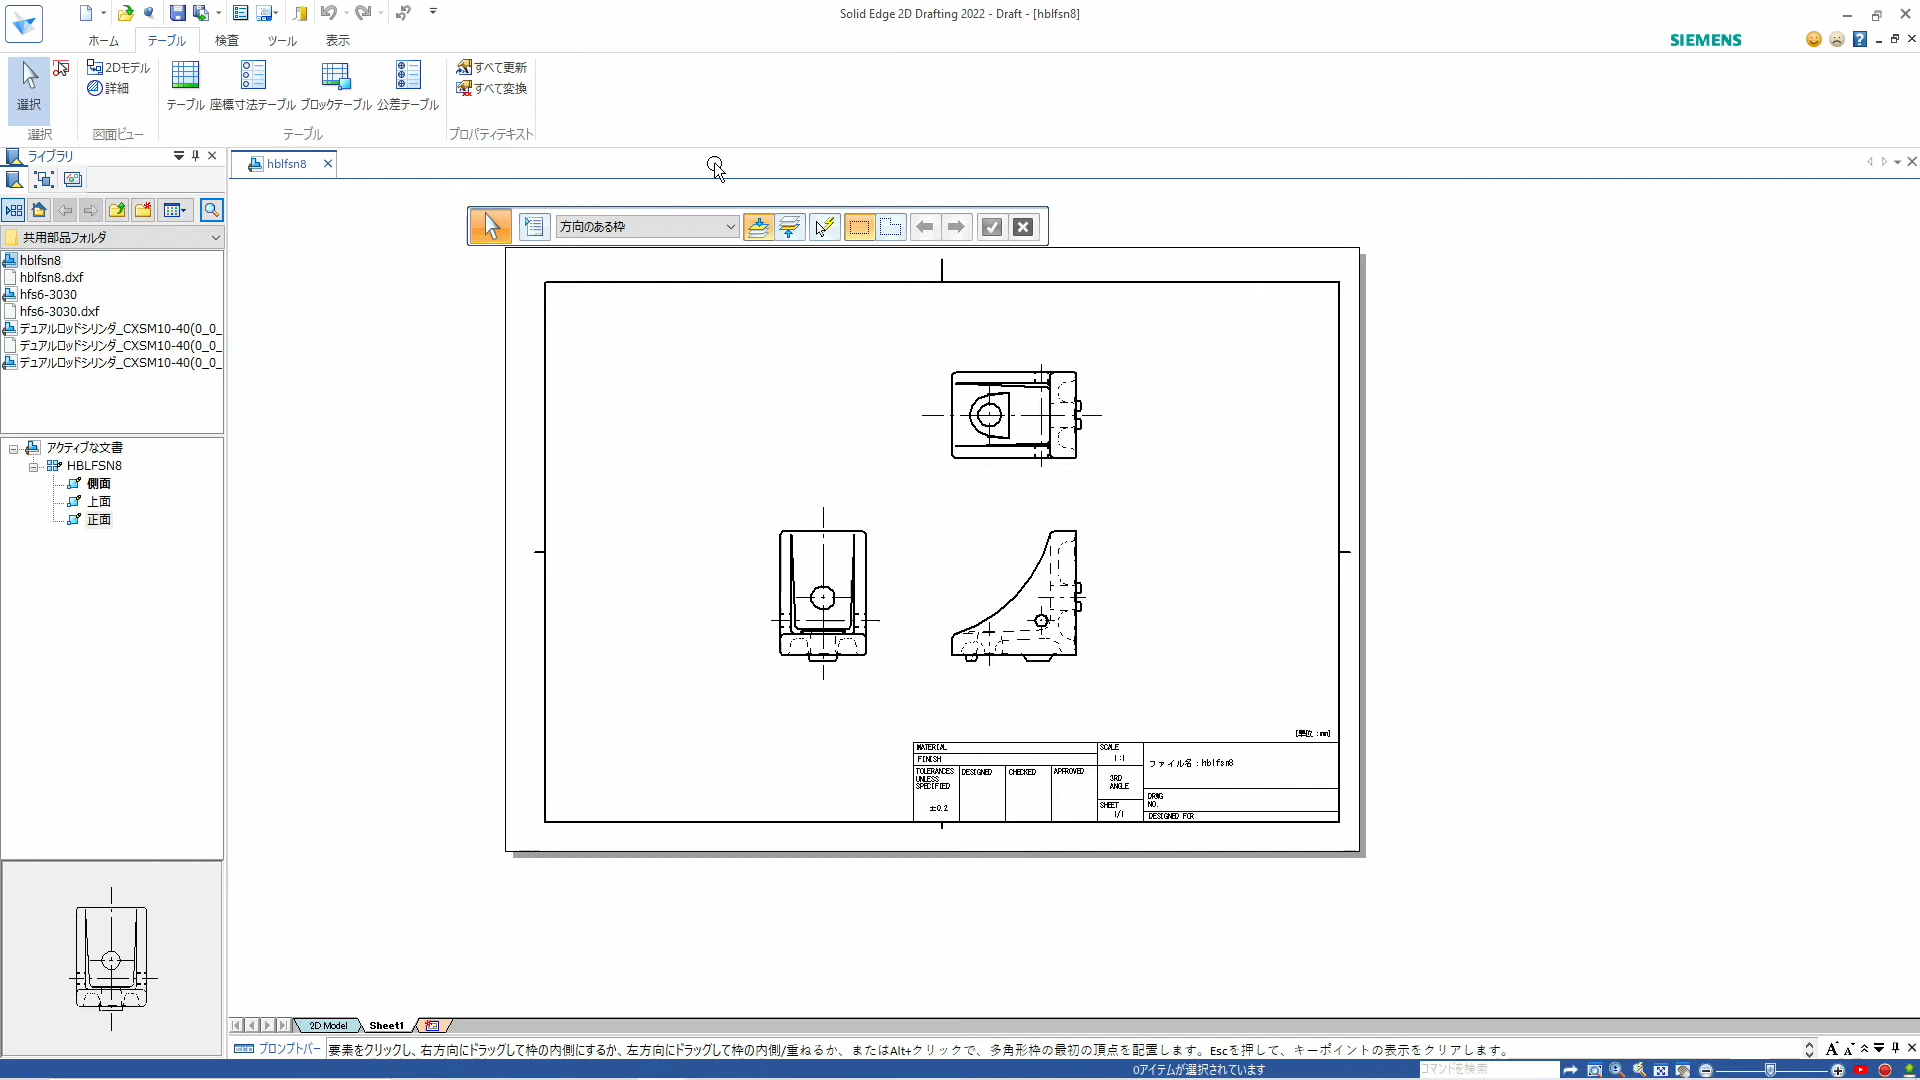 Solid Edge 2D Drafting 2022 - Draft - [hblfsn8]
ホーム テーブル 検査 ツール 表示
SIEMENS
選択
2Dモデル
詳細
テーブル 座標寸法テーブル ブロックテーブル 公差テーブル
すべて更新
すべて変換
選択 図面ビュー テーブル プロパティテキスト
ライブラリ
hblfsn8
方向のある枠
共用部品フォルダ
hblfsn8
hblfsn8.dxf
hfs6-3030
hfs6-3030.dxf
デュアルロッドシリンダ_CXSM10-40(0_0_
デュアルロッドシリンダ_CXSM10-40(0_0_
デュアルロッドシリンダ_CXSM10-40(0_0_
アクティブな文書
HBLFSN8
側面
上面
正面
[単位:mm]
MATERIAL
FINISH
TOLERANCES UNLESS SPECIFIED
±0.2
DESIGNED
CHECKED
APPROVED
SCALE
1:1
3RD ANGLE
SHEET
1/1
ファイル名:hblfsn8
DRWG NO.
DESIGNED FOR
2D Model Sheet1
プロンプトバー 要素をクリックし、右方向にドラッグして枠の内側にするか、左方向にドラッグして枠の内側/重ねるか、またはAlt+クリックで、多角形枠の最初の頂点を配置します。Escを押して、キーポイントの表示をクリアします。
0アイテムが選択されています
コマンドを検索